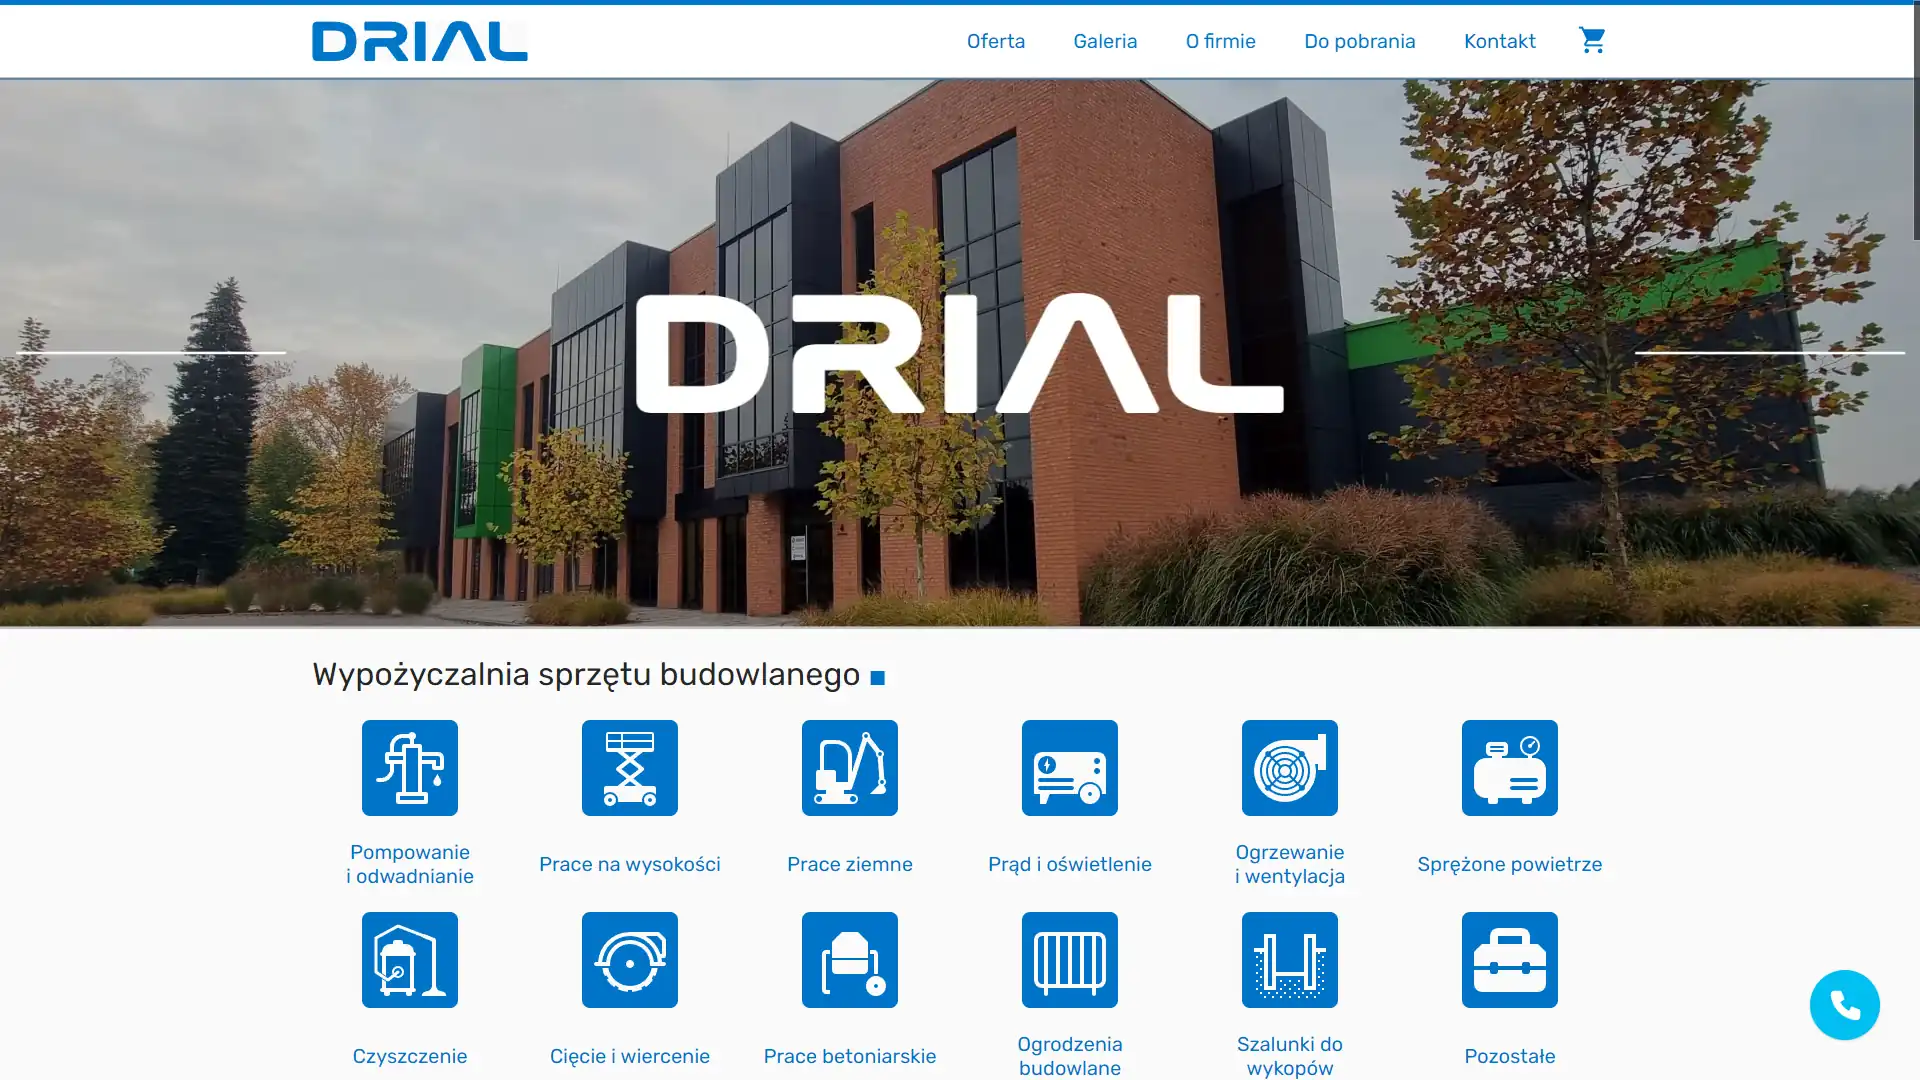 DRIAL
Oferta
Galeria
O firmie
Do pobrania
Kontakt
DRIAL
Wypożyczalnia sprzętu budowlanego
Pompowanie
i odwadnianie
Prace na wysokości
Prace ziemne
Prąd i oświetlenie
Ogrzewanie
i wentylacja
Sprężone powietrze
Czyszczenie
Cięcie i wiercenie
Prace betoniarskie
Ogrodzenia
budowlane
Szalunki do
wykopów
Pozostałe